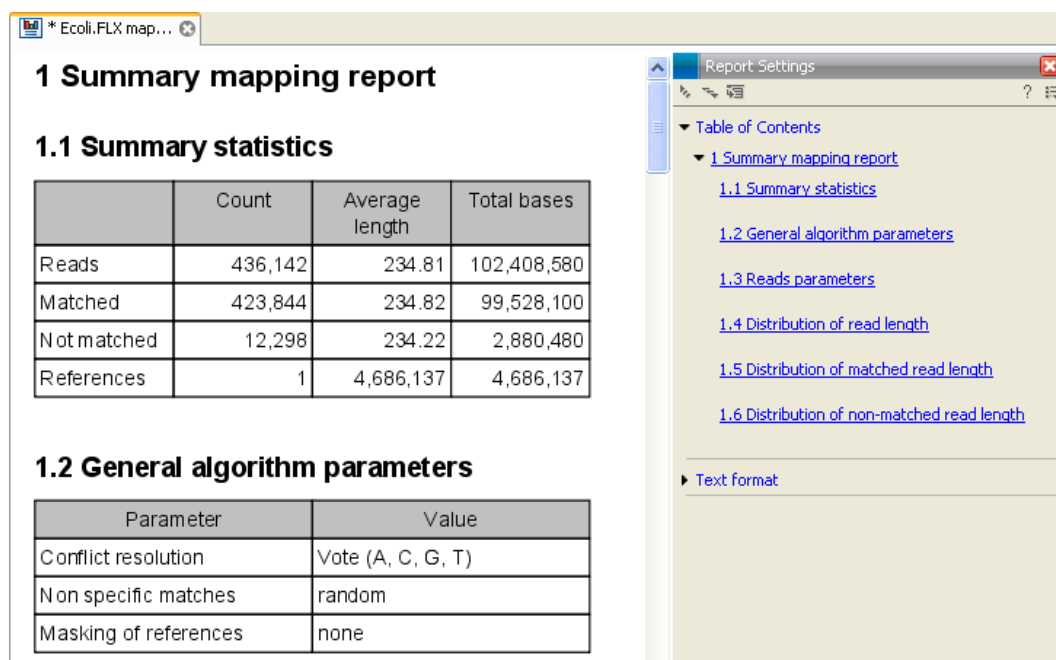 * Ecoli.FLX map...
1 Summary mapping report
1.1 Summary statistics
Count Average length Total bases
Reads 436,142 234.81 102,408,580
Matched 423,844 234.82 99,528,100
Not matched 12,298 234.22 2,880,480
References 1 4,686,137 4,686,137
1.2 General algorithm parameters
Parameter Value
Conflict resolution Vote (A, C, G, T)
Non specific matches random
Masking of references none
Report Settings
?
Table of Contents
1 Summary mapping report
1.1 Summary statistics
1.2 General algorithm parameters
1.3 Reads parameters
1.4 Distribution of read length
1.5 Distribution of matched read length
1.6 Distribution of non-matched read length
Text format